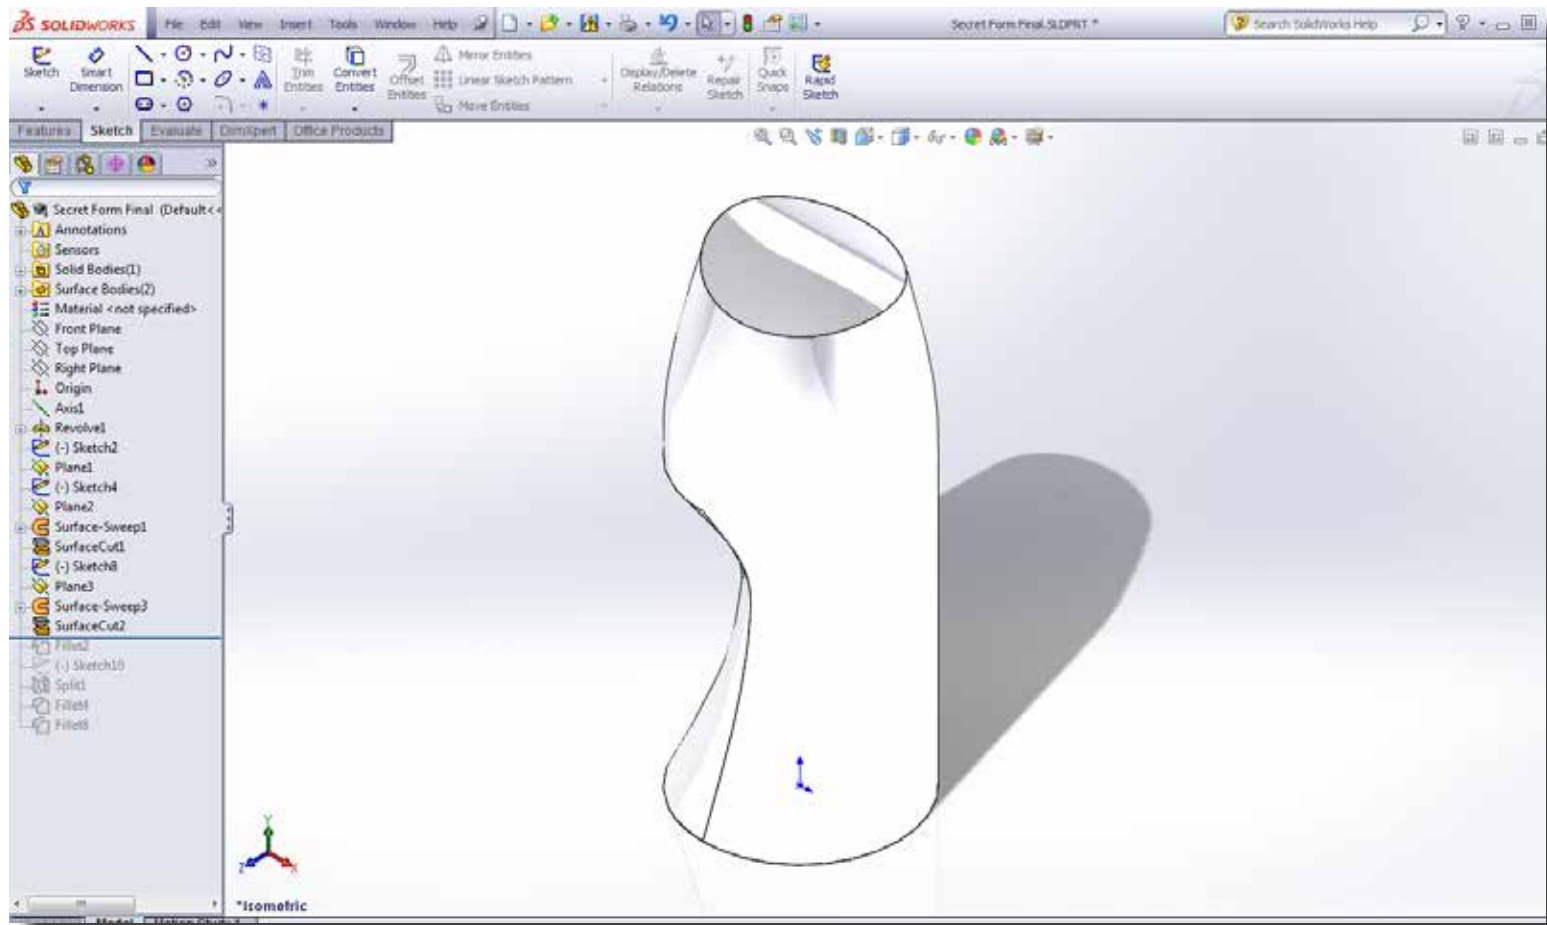 SOLIDWORKS File Edit View Insert Tools Window Help Secret Form Final.SLDPRT * Search SolidWorks Help
Sketch
Smart
Dimension
Trim
Entities
Convert
Entities
Offset
Entities
Mirror Entities
Linear Sketch Pattern
Move Entities
Display/Delete
Relations
Repair
Sketch
Quick
Snaps
Rapid
Sketch
Features Sketch Evaluate DimXpert Office Products
Secret Form Final (Default<<
Annotations
Sensors
Solid Bodies(1)
Surface Bodies(2)
Material <not specified>
Front Plane
Top Plane
Right Plane
Origin
Axis1
Revolve1
(-) Sketch2
Plane1
(-) Sketch4
Plane2
Surface-Sweep1
SurfaceCut1
(-) Sketch8
Plane3
Surface-Sweep3
SurfaceCut2
Fillet2
(-) Sketch10
Split1
Fillet4
Y
Z
X
*Isometric
Model